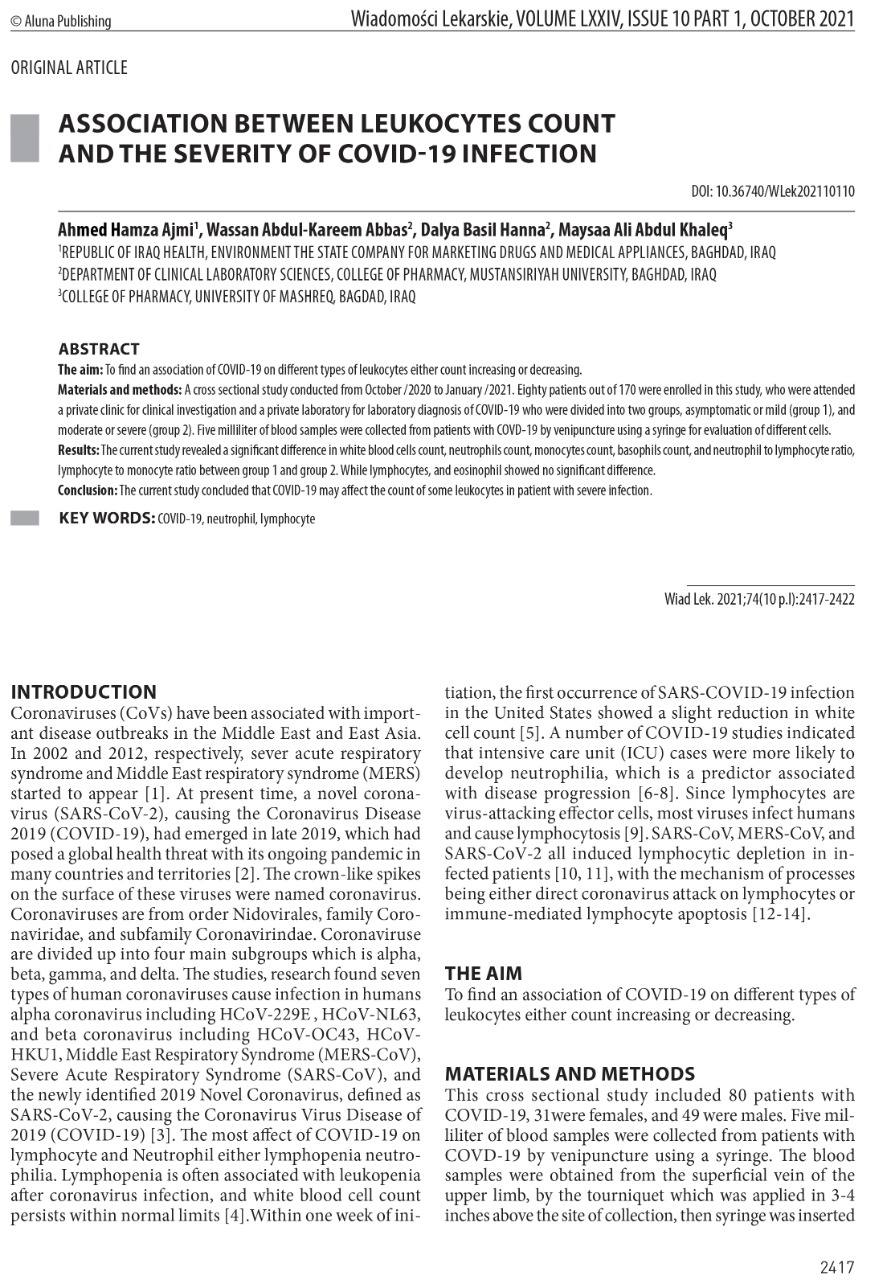 © Aluna Publishing
Wiadomości Lekarskie, VOLUME LXXIV, ISSUE 10 PART 1, OCTOBER 2021
ORIGINAL ARTICLE
ASSOCIATION BETWEEN LEUKOCYTES COUNT
AND THE SEVERITY OF COVID-19 INFECTION
DOI: 10.36740/WLek202110110
Ahmed Hamza Ajmi¹, Wassan Abdul-Kareem Abbas², Dalya Basil Hanna², Maysaa Ali Abdul Khaleq³
¹REPUBLIC OF IRAQ HEALTH, ENVIRONMENT THE STATE COMPANY FOR MARKETING DRUGS AND MEDICAL APPLIANCES, BAGHDAD, IRAQ
²DEPARTMENT OF CLINICAL LABORATORY SCIENCES, COLLEGE OF PHARMACY, MUSTANSIRIYAH UNIVERSITY, BAGHDAD, IRAQ
³COLLEGE OF PHARMACY, UNIVERSITY OF MASHREQ, BAGDAD, IRAQ
ABSTRACT
The aim: To find an association of COVID-19 on different types of leukocytes either count increasing or decreasing.
Materials and methods: A cross sectional study conducted from October /2020 to January /2021. Eighty patients out of 170 were enrolled in this study, who were attended
a private clinic for clinical investigation and a private laboratory for laboratory diagnosis of COVID-19 who were divided into two groups, asymptomatic or mild (group 1), and
moderate or severe (group 2). Five milliliter of blood samples were collected from patients with COVD-19 by venipuncture using a syringe for evaluation of different cells.
Results: The current study revealed a significant difference in white blood cells count, neutrophils count, monocytes count, basophils count, and neutrophil to lymphocyte ratio,
lymphocyte to monocyte ratio between group 1 and group 2. While lymphocytes, and eosinophil showed no significant difference.
Conclusion: The current study concluded that COVID-19 may affect the count of some leukocytes in patient with severe infection.
KEY WORDS: COVID-19, neutrophil, lymphocyte
Wiad Lek. 2021;74(10 p.I):2417-2422
INTRODUCTION
Coronaviruses (CoVs) have been associated with import-
ant disease outbreaks in the Middle East and East Asia.
In 2002 and 2012, respectively, sever acute respiratory
syndrome and Middle East respiratory syndrome (MERS)
started to appear [1]. At present time, a novel corona-
virus (SARS-CoV-2), causing the Coronavirus Disease
2019 (COVID-19), had emerged in late 2019, which had
posed a global health threat with its ongoing pandemic in
many countries and territories [2]. The crown-like spikes
on the surface of these viruses were named coronavirus.
Coronaviruses are from order Nidovirales, family Coro-
naviridae, and subfamily Coronavirindae. Coronaviruse
are divided up into four main subgroups which is alpha,
beta, gamma, and delta. The studies, research found seven
types of human coronaviruses cause infection in humans
alpha coronavirus including HCoV-229E , HCoV-NL63,
and beta coronavirus including HCoV-OC43, HCoV-
HKU1, Middle East Respiratory Syndrome (MERS-CoV),
Severe Acute Respiratory Syndrome (SARS-CoV), and
the newly identified 2019 Novel Coronavirus, defined as
SARS-CoV-2, causing the Coronavirus Virus Disease of
2019 (COVID-19) [3]. The most affect of COVID-19 on
lymphocyte and Neutrophil either lymphopenia neutro-
philia. Lymphopenia is often associated with leukopenia
after coronavirus infection, and white blood cell count
persists within normal limits [4].Within one week of ini-
tiation, the first occurrence of SARS-COVID-19 infection
in the United States showed a slight reduction in white
cell count [5]. A number of COVID-19 studies indicated
that intensive care unit (ICU) cases were more likely to
develop neutrophilia, which is a predictor associated
with disease progression [6-8]. Since lymphocytes are
virus-attacking effector cells, most viruses infect humans
and cause lymphocytosis [9]. SARS-CoV, MERS-CoV, and
SARS-CoV-2 all induced lymphocytic depletion in in-
fected patients [10, 11], with the mechanism of processes
being either direct coronavirus attack on lymphocytes or
immune-mediated lymphocyte apoptosis [12-14].
THE AIM
To find an association of COVID-19 on different types of
leukocytes either count increasing or decreasing.
MATERIALS AND METHODS
This cross sectional study included 80 patients with
COVID-19, 31were females, and 49 were males. Five mil-
liliter of blood samples were collected from patients with
COVD-19 by venipuncture using a syringe. The blood
samples were obtained from the superficial vein of the
upper limb, by the tourniquet which was applied in 3-4
inches above the site of collection, then syringe was inserted
2417